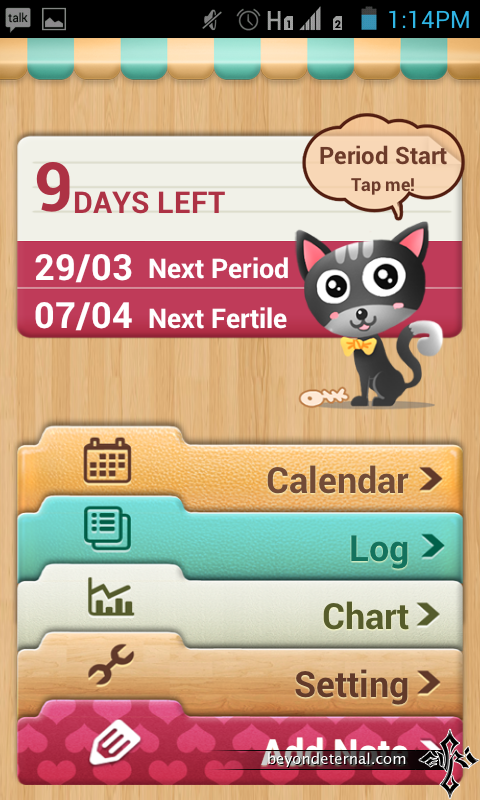 talk
H 1 2 1:14PM
Period Start
Tap me!
9 DAYS LEFT
29/03 Next Period
07/04 Next Fertile
Calendar
Log
Chart
Setting
Add Note
beyondeternal.com